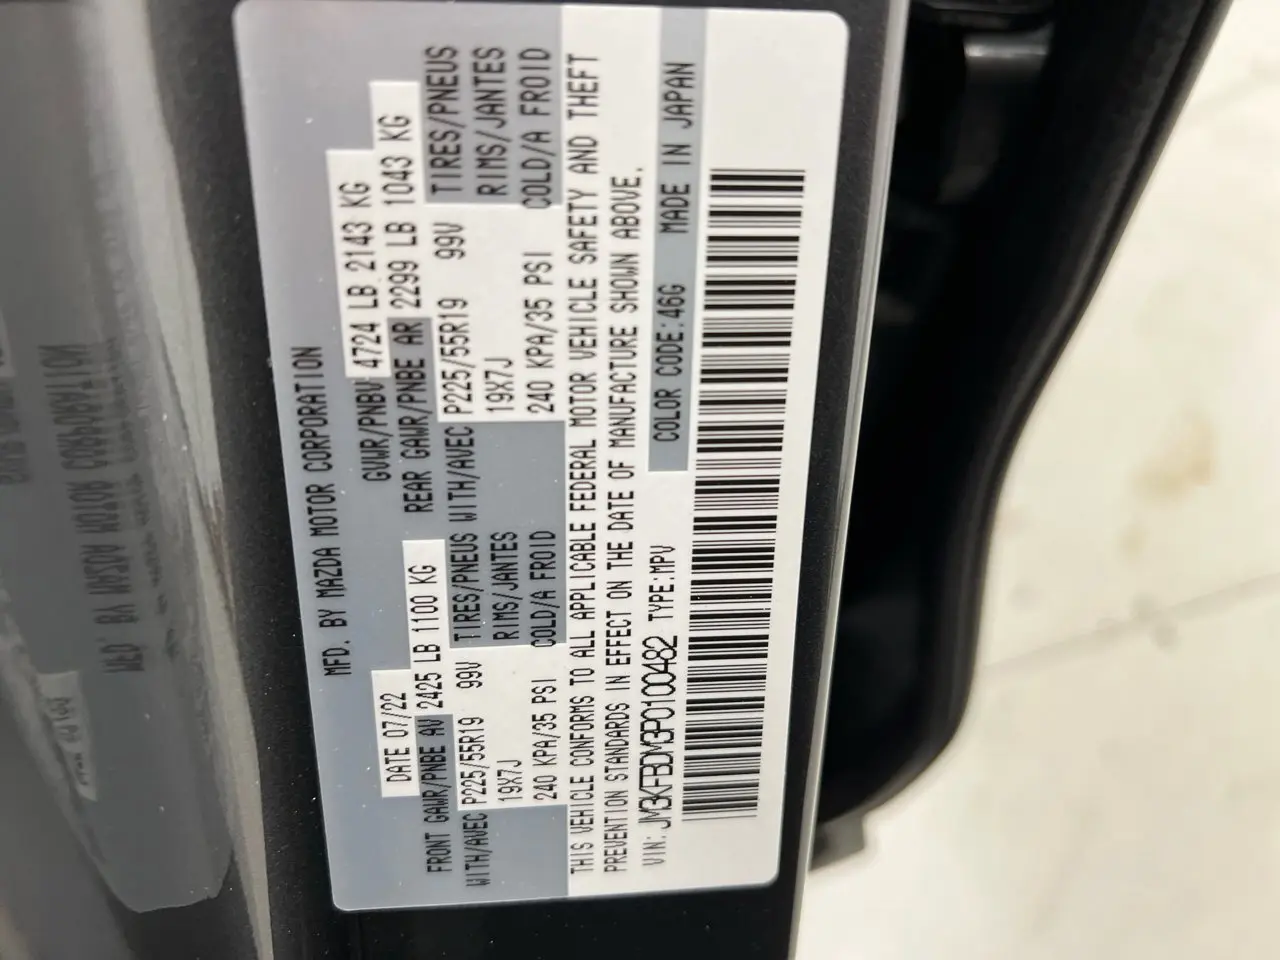 MFD. BY MAZDA MOTOR CORPORATION
DATE 07/22 GVWR/PNBV 4724 LB 2143 KG
FRONT GAWR/PNBE AV 2425 LB 1100 KG REAR GAWR/PNBE AR 2299 LB 1043 KG
WITH/AVEC P225/55R19 99V TIRES/PNEUS WITH/AVEC P225/55R19 99V TIRES/PNEUS
19X7J RIMS/JANTES 19X7J RIMS/JANTES
240 KPA/35 PSI COLD/A FROID 240 KPA/35 PSI COLD/A FROID
THIS VEHICLE CONFORMS TO ALL APPLICABLE FEDERAL MOTOR VEHICLE SAFETY AND THEFT
PREVENTION STANDARDS IN EFFECT ON THE DATE OF MANUFACTURE SHOWN ABOVE.
VIN: JM3KFBDM3P0100482 TYPE:MPV COLOR CODE:46G MADE IN JAPAN